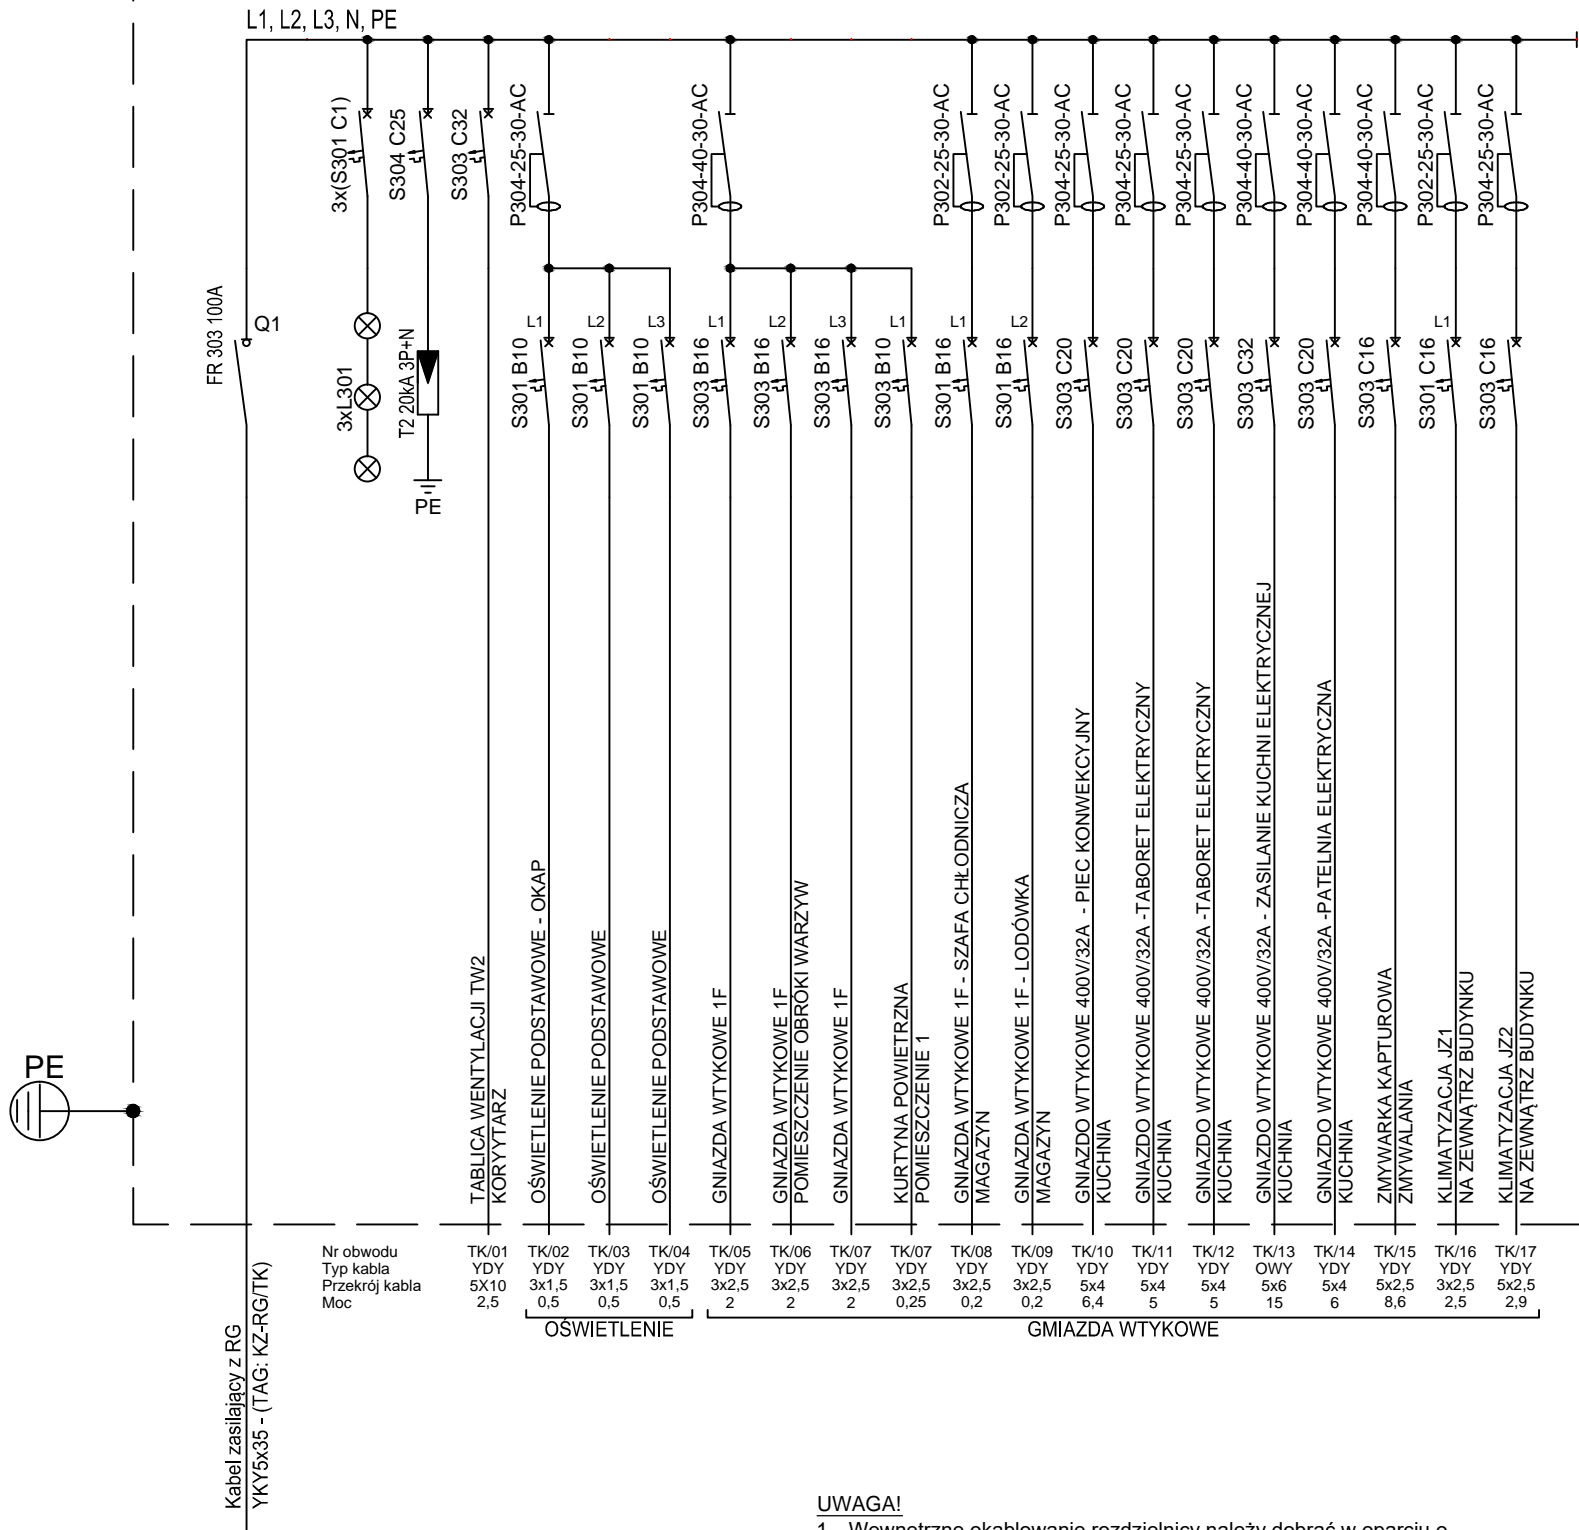 L1, L2, L3, N, PE
FR 303 100A
Q1
3x(S301 C1)
3xL301
S304 C25
T2 20kA 3P+N
PE
S303 C32
P304-25-30-AC
P304-40-30-AC
P302-25-30-AC
P302-25-30-AC
P304-25-30-AC
P304-25-30-AC
P304-25-30-AC
P304-40-30-AC
P304-40-30-AC
P304-40-30-AC
P302-25-30-AC
P304-25-30-AC
L1
L2
L3
L1
L2
L3
L1
L1
L2
L1
S301 B10
S301 B10
S301 B10
S303 B16
S303 B16
S303 B16
S303 B10
S301 B16
S301 B16
S303 C20
S303 C20
S303 C20
S303 C32
S303 C20
S303 C16
S301 C16
S303 C16
TABLICA WENTYLACJI TW2
KORYYTARZ
OŚWIETLENIE PODSTAWOWE - OKAP
OŚWIETLENIE PODSTAWOWE
OŚWIETLENIE PODSTAWOWE
GNIAZDA WTYKOWE 1F
GNIAZDA WTYKOWE 1F
POMIESZCZENIE OBRÓKI WARZYW
GNIAZDA WTYKOWE 1F
KURTYNA POWIETRZNA
POMIESZCZENIE 1
GNIAZDA WTYKOWE 1F - SZAFA CHŁODNICZA
MAGAZYN
GNIAZDA WTYKOWE 1F - LODÓWKA
MAGAZYN
GNIAZDO WTYKOWE 400V/32A - PIEC KONWEKCYJNY
KUCHNIA
GNIAZDO WTYKOWE 400V/32A -TABORET ELEKTRYCZNY
KUCHNIA
GNIAZDO WTYKOWE 400V/32A -TABORET ELEKTRYCZNY
KUCHNIA
GNIAZDO WTYKOWE 400V/32A - ZASILANIE KUCHNI ELEKTRYCZNEJ
KUCHNIA
GNIAZDO WTYKOWE 400V/32A -PATELNIA ELEKTRYCZNA
KUCHNIA
ZMYWARKA KAPTUROWA
ZMYWALANIA
KLIMATYZACJA JZ1
NA ZEWNĄTRZ BUDYNKU
KLIMATYZACJA JZ2
NA ZEWNĄTRZ BUDYNKU
PE
Nr obwodu TK/01 TK/02 TK/03 TK/04 TK/05 TK/06 TK/07 TK/07 TK/08 TK/09 TK/10 TK/11 TK/12 TK/13 TK/14 TK/15 TK/16 TK/17
Typ kabla YDY YDY YDY YDY YDY YDY YDY YDY YDY YDY YDY YDY YDY OWY YDY YDY YDY YDY
Przekrój kabla 5X10 3x1,5 3x1,5 3x1,5 3x2,5 3x2,5 3x2,5 3x2,5 3x2,5 3x2,5 5x4 5x4 5x4 5x6 5x4 5x2,5 3x2,5 5x2,5
Moc 2,5 0,5 0,5 0,5 2 2 2 0,25 0,2 0,2 6,4 5 5 15 6 8,6 2,5 2,9
OŚWIETLENIE
GMIAZDA WTYKOWE
Kabel zasilający z RG
YKY5x35 - (TAG: KZ-RG/TK)
UWAGA!
1. Wewnętrzne okablowanie rozdzielnicy należy dobrać w oparciu o